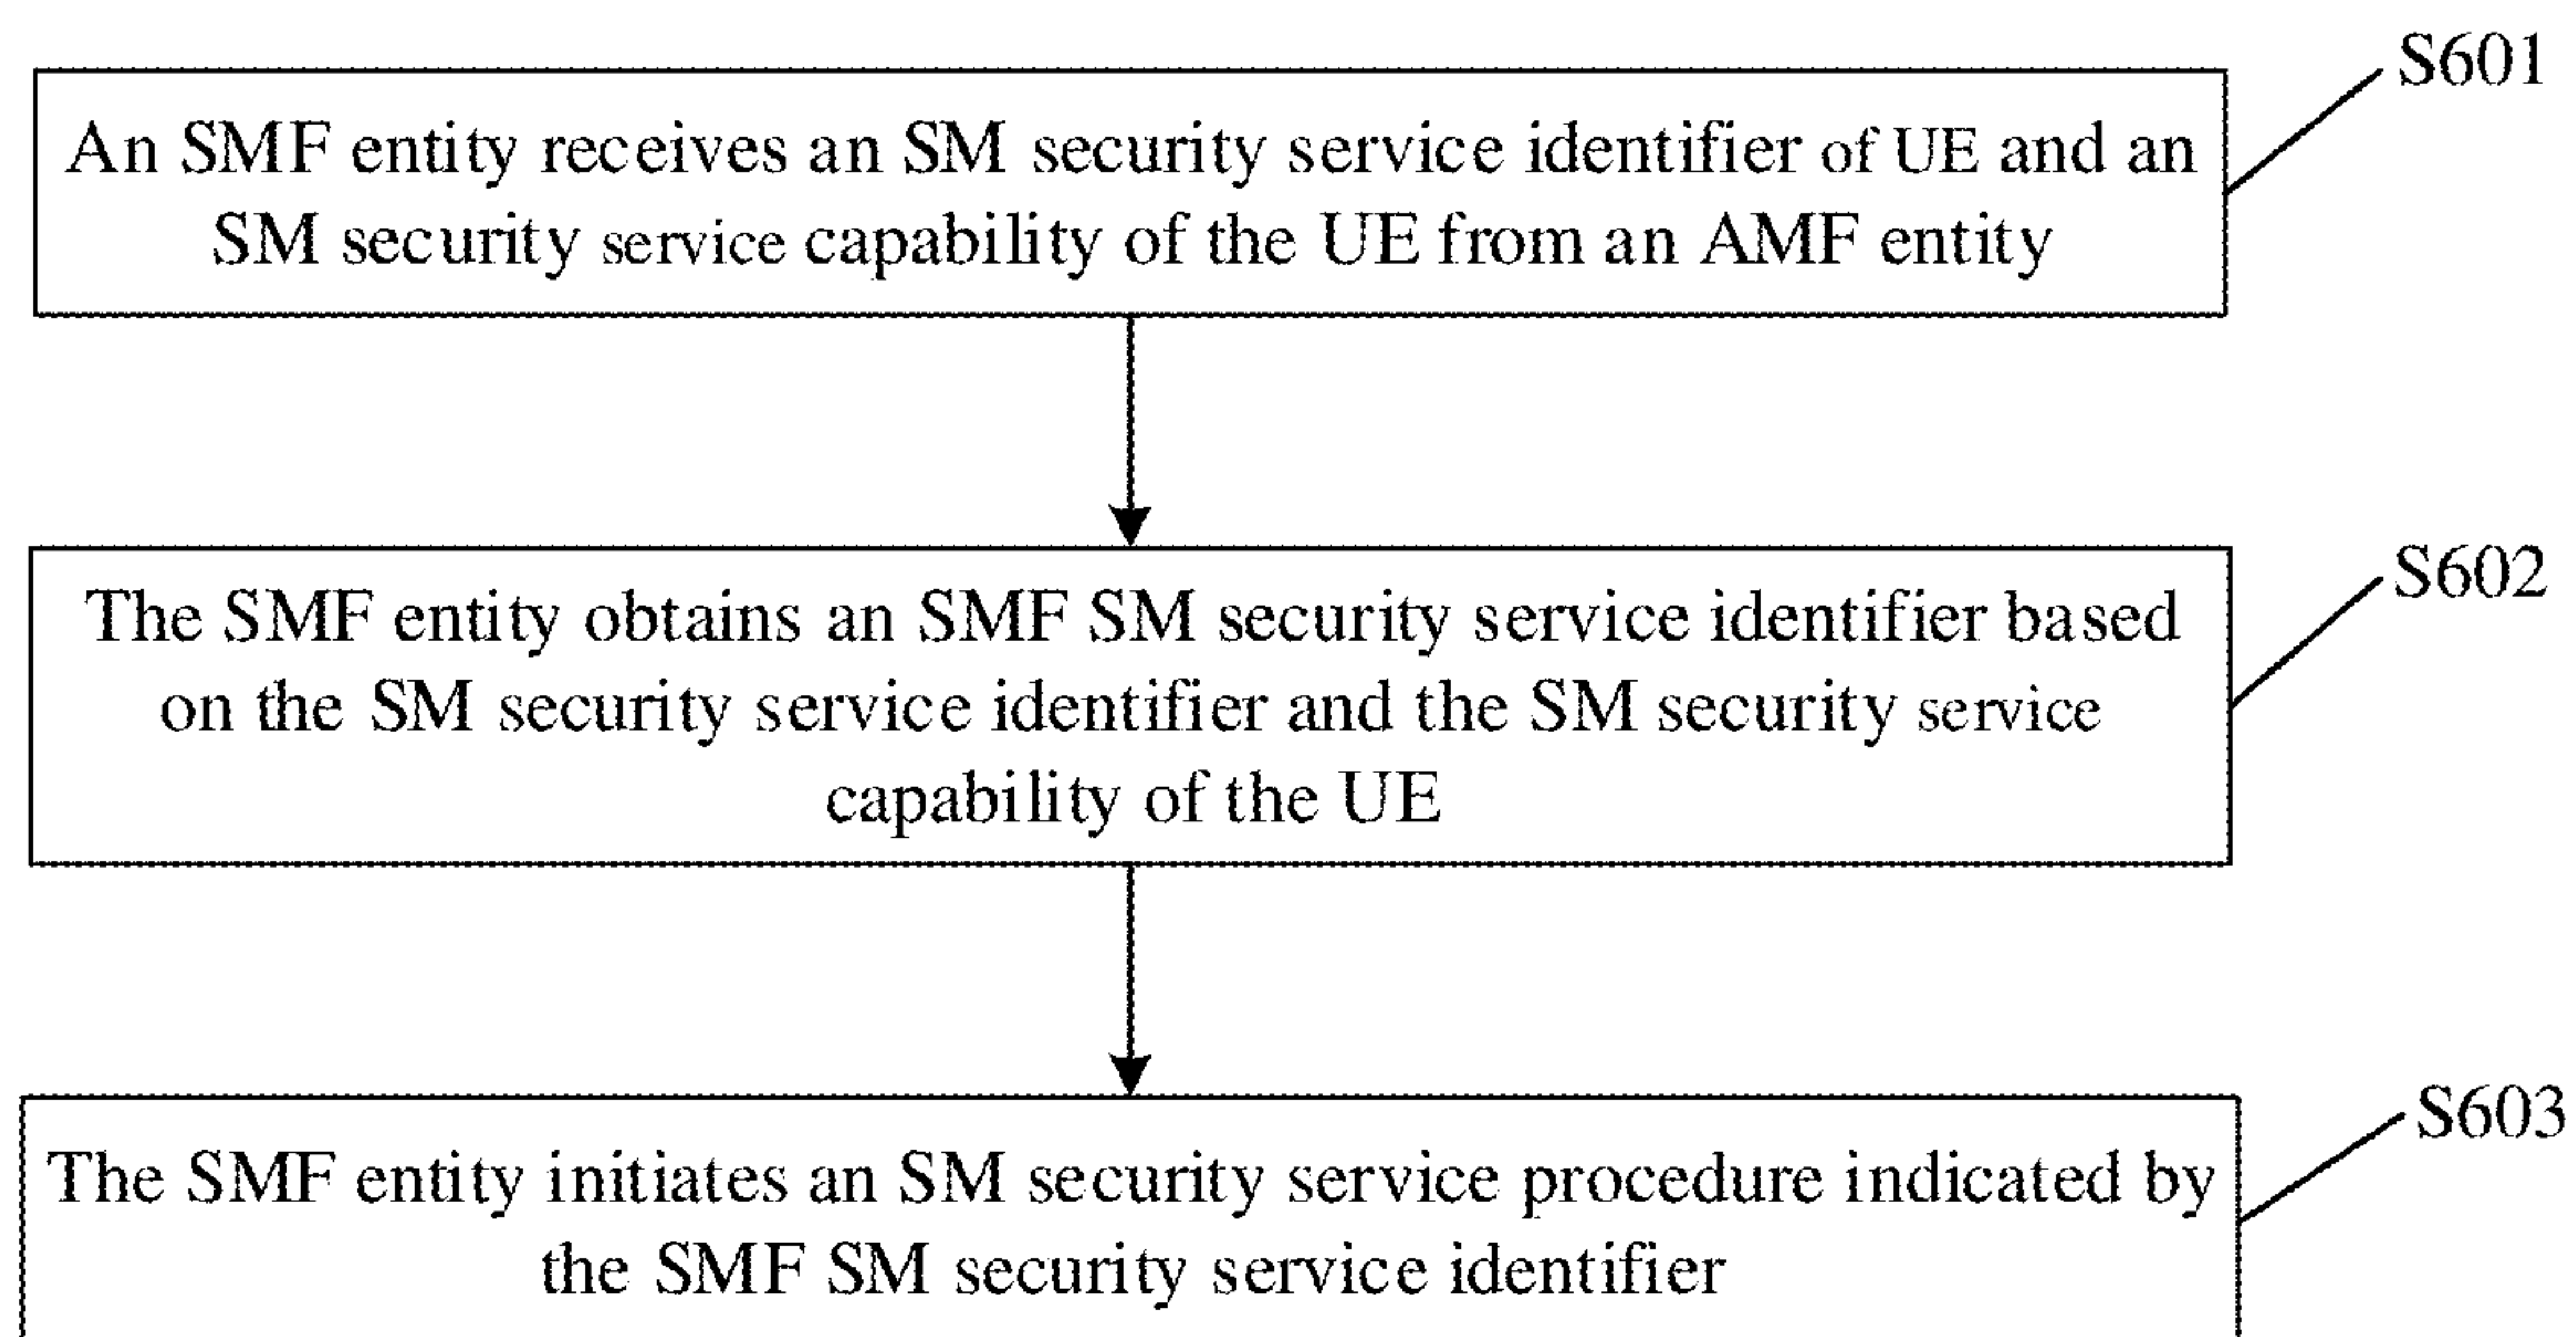 S601
An SMF entity receives an SM security service identifier of UE and an
SM security service capability of the UE from an AMF entity
S602
The SMF entity obtains an SMF SM security service identifier based
on the SM security service identifier and the SM security service
capability of the UE
S603
The SMF entity initiates an SM security service procedure indicated by
the SMF SM security service identifier